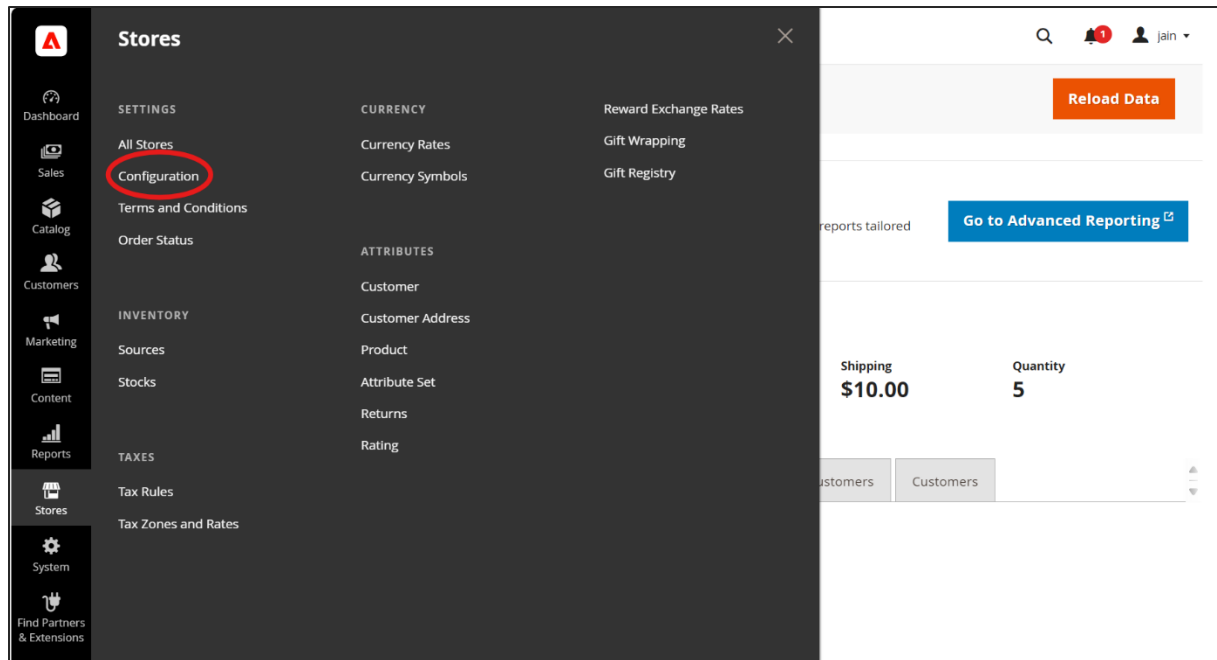 Dashboard
Sales
Catalog
Customers
Marketing
Content
Reports
Stores
System
Find Partners
& Extensions
Stores
SETTINGS
All Stores
Configuration
Terms and Conditions
Order Status
INVENTORY
Sources
Stocks
TAXES
Tax Rules
Tax Zones and Rates
CURRENCY
Currency Rates
Currency Symbols
ATTRIBUTES
Customer
Customer Address
Product
Attribute Set
Returns
Rating
Reward Exchange Rates
Gift Wrapping
Gift Registry
1
jain
Reload Data
reports tailored
Go to Advanced Reporting
Shipping
$10.00
Quantity
5
ustomers
Customers